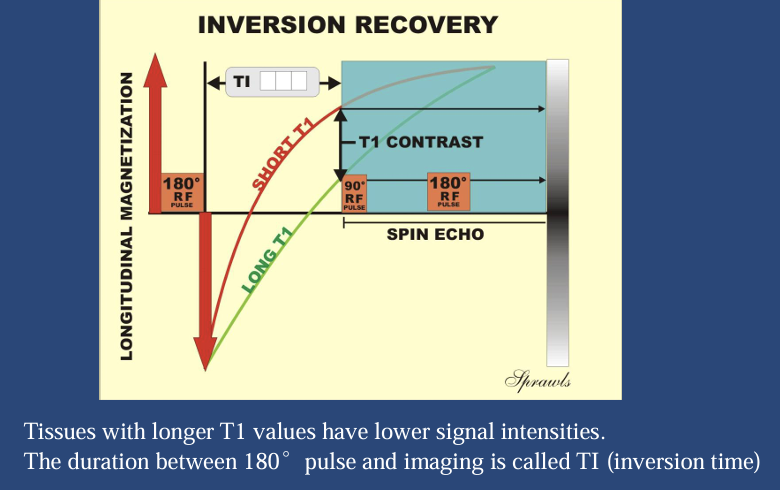 INVERSION RECOVERY
TI
LONGITUDINAL MAGNETIZATION
SHORT T1
T1 CONTRAST
180°
RF
PULSE
90°
RF
PULSE
180°
RF
PULSE
LONG T1
SPIN ECHO
Sprawls
Tissues with longer T1 values have lower signal intensities.
The duration between 180° pulse and imaging is called TI (inversion time)